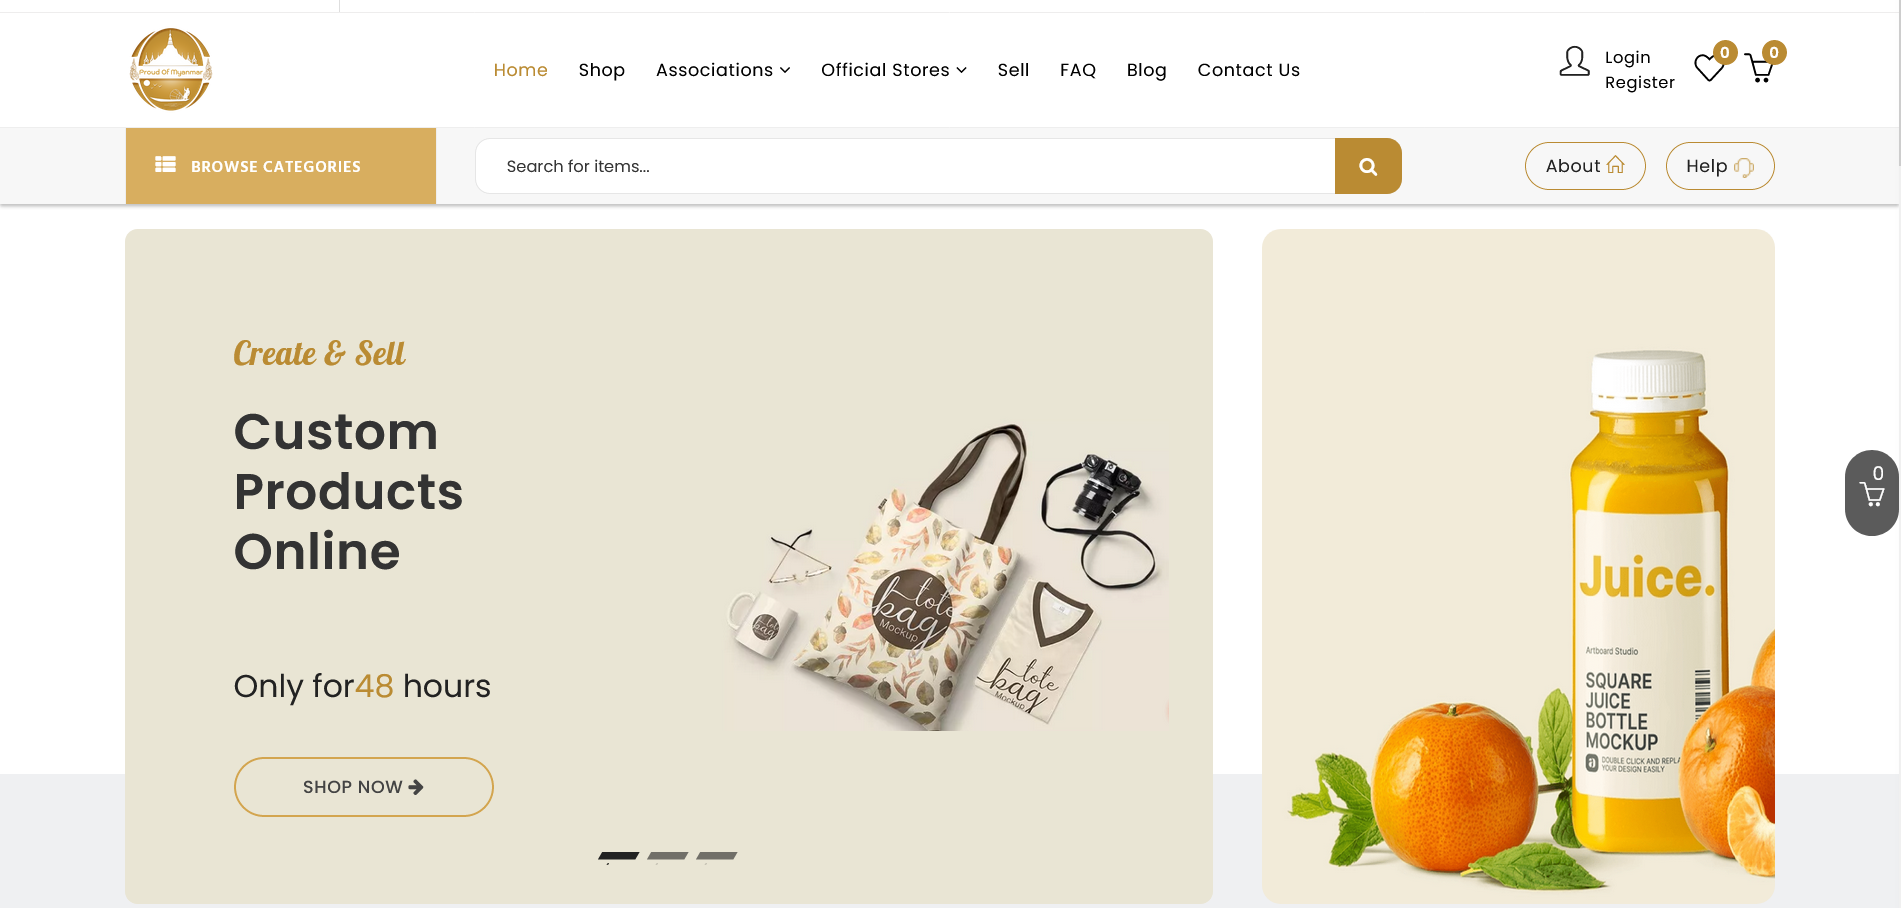 Proud Of Myanmar
Home
Shop
Associations
Official Stores
Sell
FAQ
Blog
Contact Us
Login
Register
0
0
BROWSE CATEGORIES
Search for items...
About
Help
Create & Sell
Custom
Products
Online
Only for48 hours
SHOP NOW
tote
bag
tote
bag
Mockup
tote
bag
Mockup
Juice.
Artboard Studio
SQUARE
JUICE
BOTTLE
MOCKUP
a
DOUBLE CLICK AND REPLA
YOUR DESIGN EASILY
0